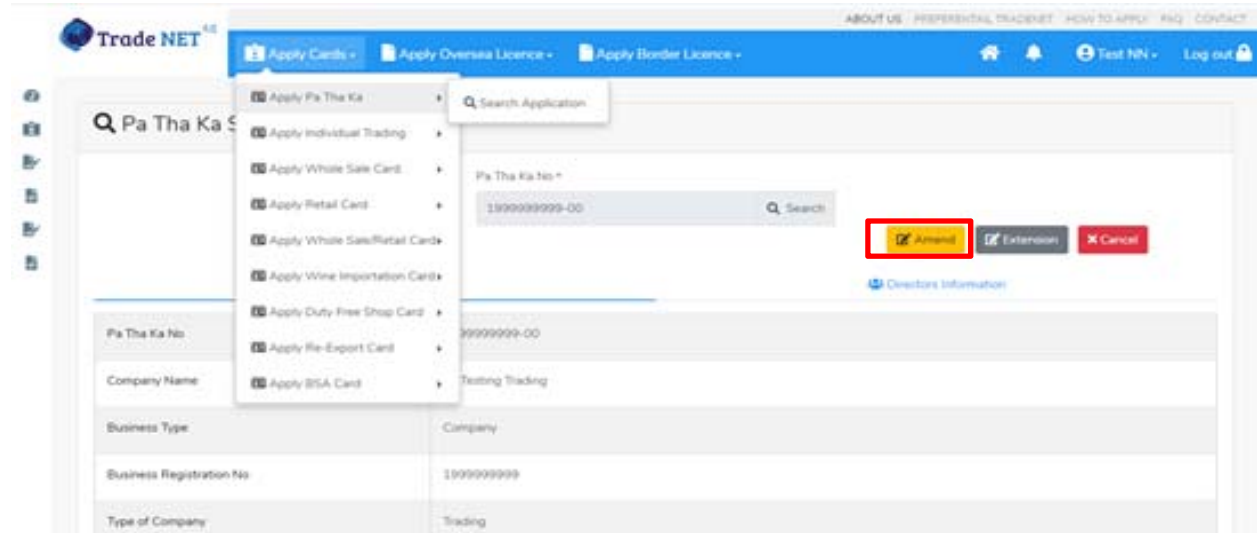 ABOUT US PREFERENTIAL TRADENET HOW TO APPLY FAQ CONTACT
Trade NET
Apply Cards
Apply Oversea Licence
Apply Border Licence
Test NN
Log out
Apply Pa Tha Ka
Search Application
Pa Tha Ka S
Apply Individual Trading
Apply Whole Sale Card
Pa Tha Ka No *
Apply Retail Card
1999999999-00
Search
Apply Whole Sale/Retail Card
Amend
Extension
Cancel
Apply Wine Importation Card
Directors Information
Apply Duty Free Shop Card
Pa Tha Ka No
99999999-00
Apply Re-Export Card
Company Name
Apply BSA Card
Testing Trading
Business Type
Company
Business Registration No
1999999999
Type of Company
Trading